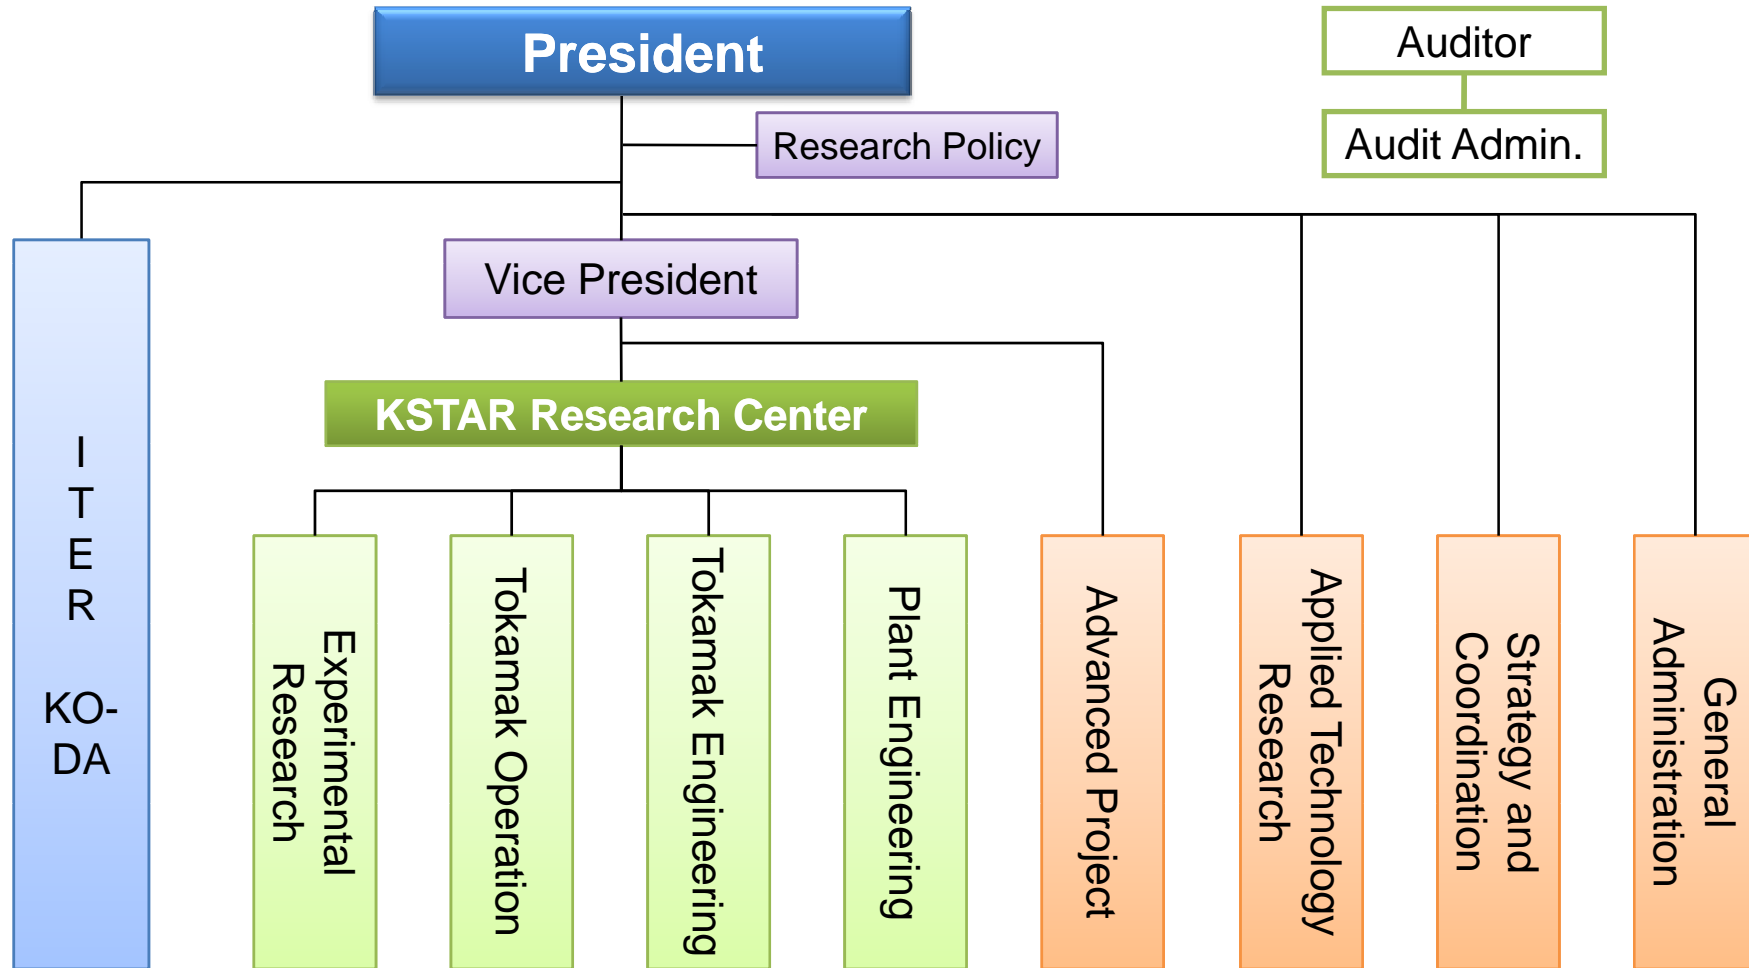 President
Auditor
Research Policy
Audit Admin.
Vice President
KSTAR Research Center
I
T
E
R
KO-
DA
Experimental
Research
Tokamak Operation
Tokamak Engineering
Plant Engineering
Advanced Project
Applied Technology
Research
Strategy and
Coordination
General
Administration